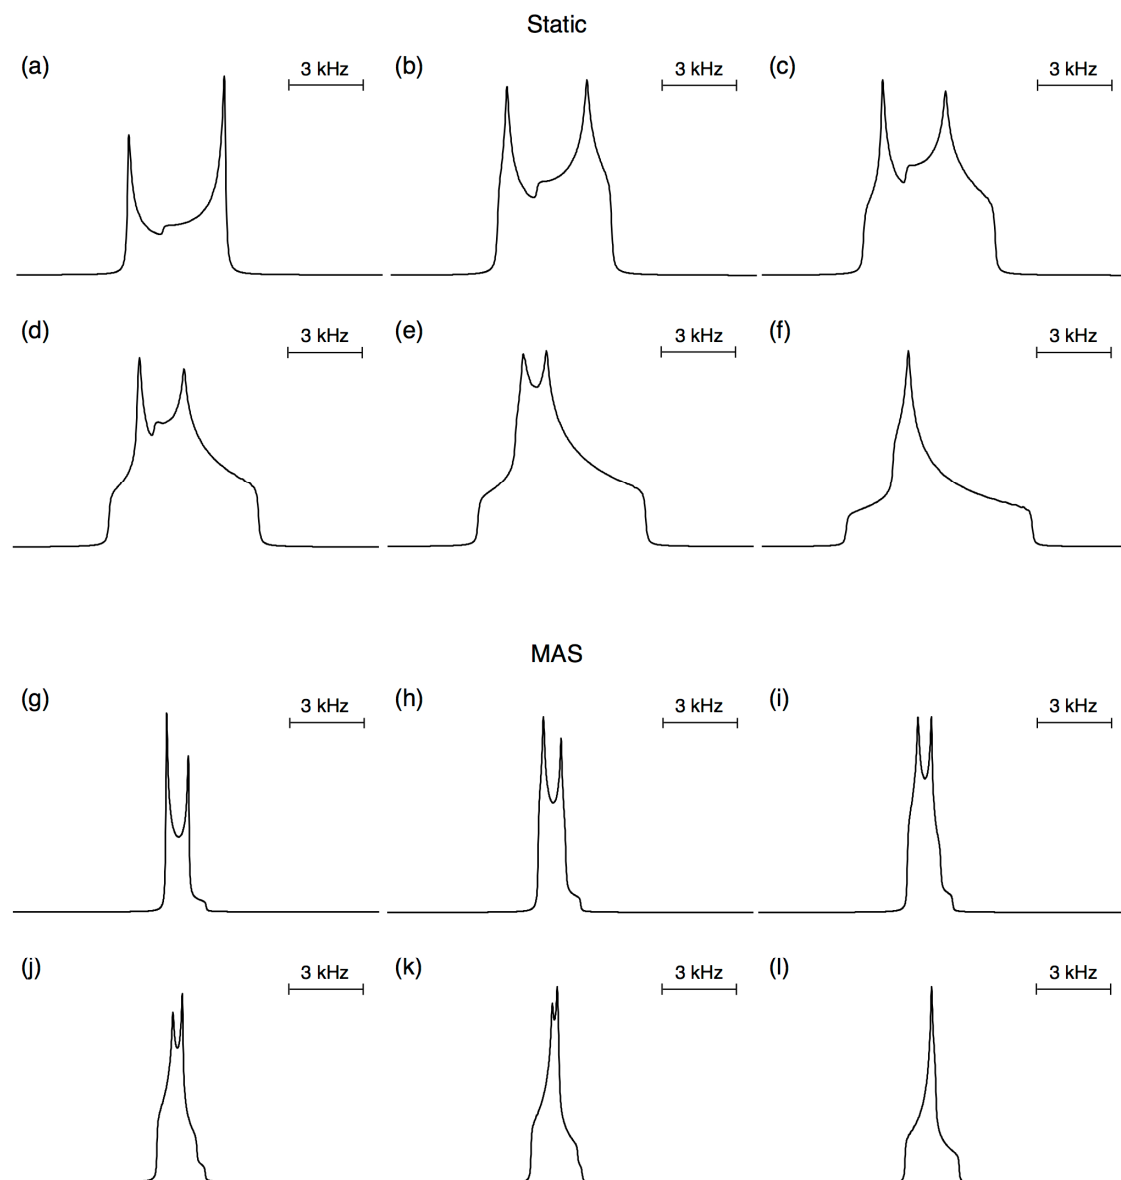 Static
(a) 3 kHz (b) 3 kHz (c) 3 kHz
(d) 3 kHz (e) 3 kHz (f) 3 kHz
MAS
(g) 3 kHz (h) 3 kHz (i) 3 kHz
(j) 3 kHz (k) 3 kHz (l) 3 kHz